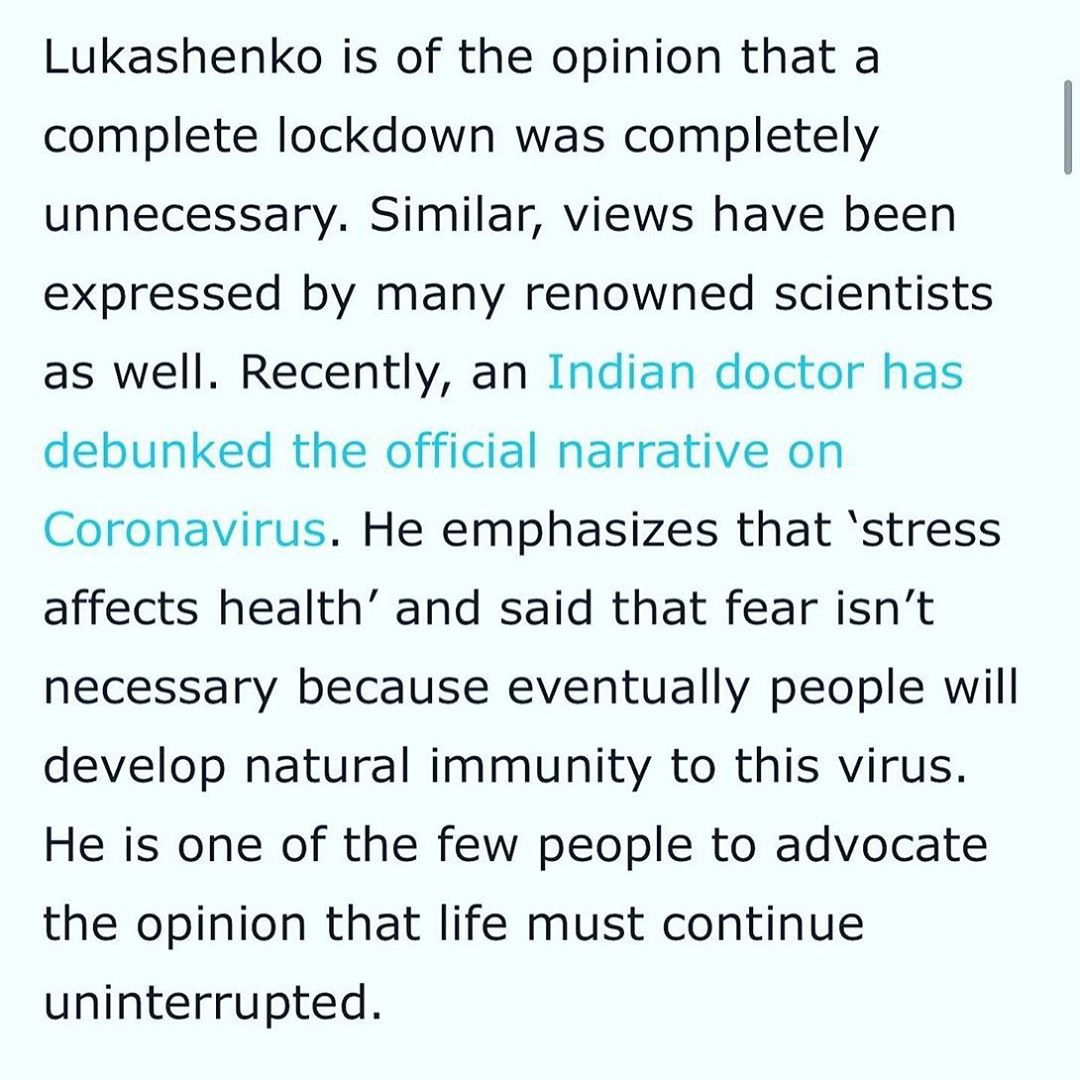 Lukashenko is of the opinion that a
complete lockdown was completely
unnecessary. Similar, views have been
expressed by many renowned scientists
as well. Recently, an Indian doctor has
debunked the official narrative on
Coronavirus. He emphasizes that ‘stress
affects health’ and said that fear isn’t
necessary because eventually people will
develop natural immunity to this virus.
He is one of the few people to advocate
the opinion that life must continue
uninterrupted.